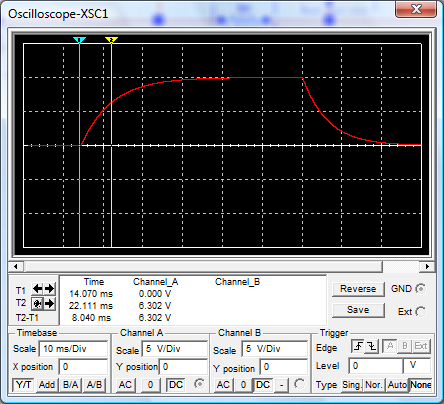 Oscilloscope-XSC1
1 2
Time Channel_A Channel_B
T1 14.070 ms 0.000 V
T2 22.111 ms 6.302 V
T2-T1 8.040 ms 6.302 V
Reverse GND
Save Ext
Timebase Channel A Channel B Trigger
Scale 10 ms/Div Scale 5 V/Div Scale 5 V/Div Edge A B Ext
X position 0 Y position 0 Y position 0 Level 0 V
Y/T Add B/A A/B AC 0 DC AC 0 DC - Type Sing. Nor. Auto None